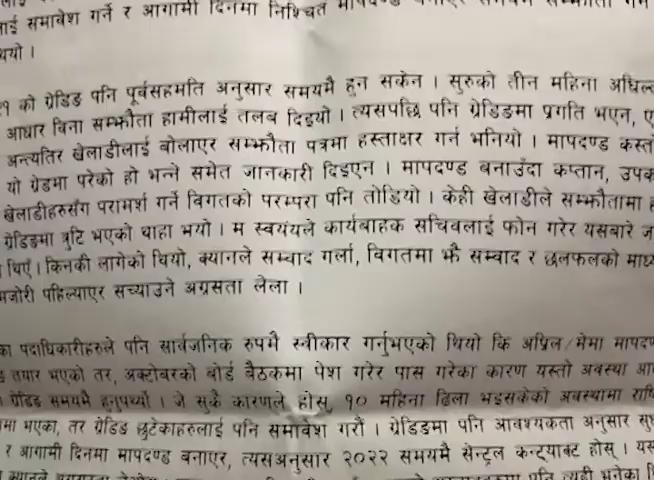 समावेश गर्ने र आगामी दिनमा निश्चित मापदण्ड
थियो ।
को ग्रेडिङ पनि पूर्वसहमति अनुसार समयमै हुन सकेन । सुरुको तीन महिना अघिल्लो
आधार बिना सम्झौता हामीलाई तलब दिइयो । त्यसपछि पनि ग्रेडिङमा प्रगति भएन,
अन्त्यतिर खेलाडीलाई बोलाएर सम्झौता पत्रमा हस्ताक्षर गर्न भनियो । मापदण्ड
यो ग्रेडमा परेको हो भन्ने समेत जानकारी दिइएन । मापदण्ड बनाउँदा कप्तान,
खेलाडीहरुसँग परामर्श गर्ने विगतको परम्परा पनि तोडियो । केही खेलाडीले सम्झौतामा
ग्रेडिङमा त्रुटि भएको थाहा भयो । म स्वयंयले कार्यबाहक सचिवलाई फोन गरेर यसबारे
थिएँ । किनकी लागेको थियो, क्यानले सम्वाद गर्ला, विगतमा झै सम्वाद र छलफलको
पहिल्याएर सच्याउने अग्रसता लेला ।
पदाधिकारीहरुले पनि सार्वजनिक रुपमै स्वीकार गर्नुभएको थियो कि अप्रिल/मेमा
तयार भएको तर, अक्टोबरको बोर्ड बैठकमा पेश गरेर पास गरेका कारण यस्तो अवस्था
ग्रेडिङ समयमै हुनुपर्थ्यो । जे सुकै कारणले होस्, १० महिना ढिला भइसकेको अवस्थामा
भएका, तर ग्रेडिङ छुटेकाहरुलाई पनि समावेश गरौं । ग्रेडिङमा पनि आवश्यकता अनुसार
र आगामी दिनमा मापदण्ड बनाएर, त्यसअनुसार २०२२ समयमै सेन्ट्रल कन्ट्र्याक्ट होस् ।